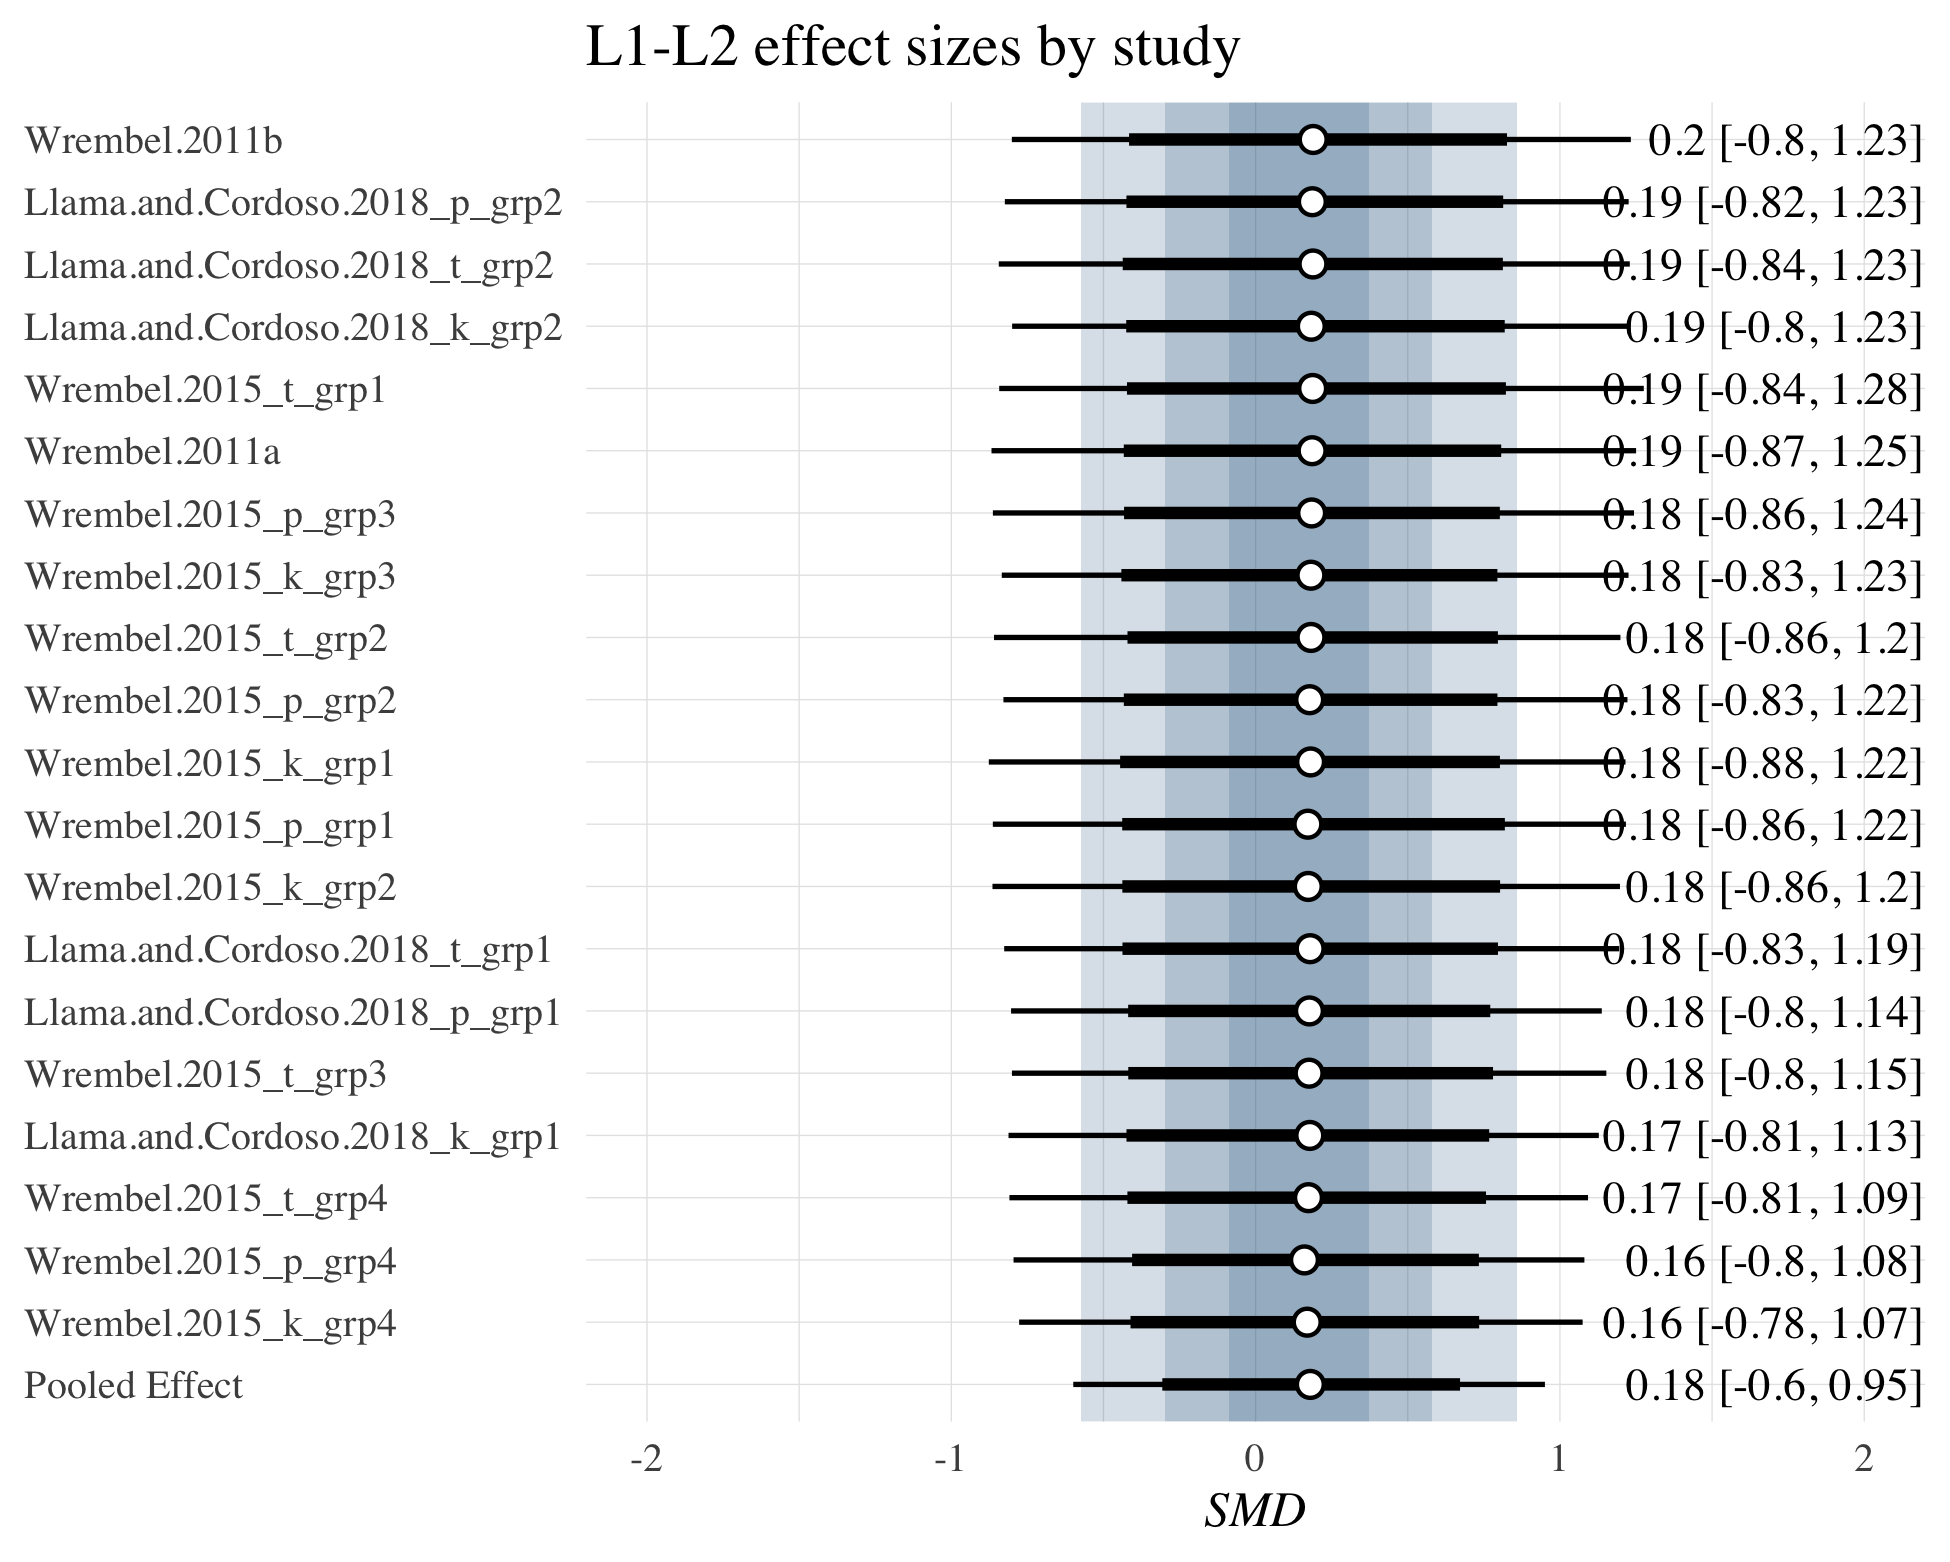 L1-L2 effect sizes by study
Wrembel.2011b 0.2 [-0.8, 1.23]
Llama.and.Cordoso.2018_p_grp2 0.19 [-0.82, 1.23]
Llama.and.Cordoso.2018_t_grp2 0.19 [-0.84, 1.23]
Llama.and.Cordoso.2018_k_grp2 0.19 [-0.8, 1.23]
Wrembel.2015_t_grp1 0.19 [-0.84, 1.28]
Wrembel.2011a 0.19 [-0.87, 1.25]
Wrembel.2015_p_grp3 0.18 [-0.86, 1.24]
Wrembel.2015_k_grp3 0.18 [-0.83, 1.23]
Wrembel.2015_t_grp2 0.18 [-0.86, 1.2]
Wrembel.2015_p_grp2 0.18 [-0.83, 1.22]
Wrembel.2015_k_grp1 0.18 [-0.88, 1.22]
Wrembel.2015_p_grp1 0.18 [-0.86, 1.22]
Wrembel.2015_k_grp2 0.18 [-0.86, 1.2]
Llama.and.Cordoso.2018_t_grp1 0.18 [-0.83, 1.19]
Llama.and.Cordoso.2018_p_grp1 0.18 [-0.8, 1.14]
Wrembel.2015_t_grp3 0.18 [-0.8, 1.15]
Llama.and.Cordoso.2018_k_grp1 0.17 [-0.81, 1.13]
Wrembel.2015_t_grp4 0.17 [-0.81, 1.09]
Wrembel.2015_p_grp4 0.16 [-0.8, 1.08]
Wrembel.2015_k_grp4 0.16 [-0.78, 1.07]
Pooled Effect 0.18 [-0.6, 0.95]
-2 -1 0 1 2
SMD